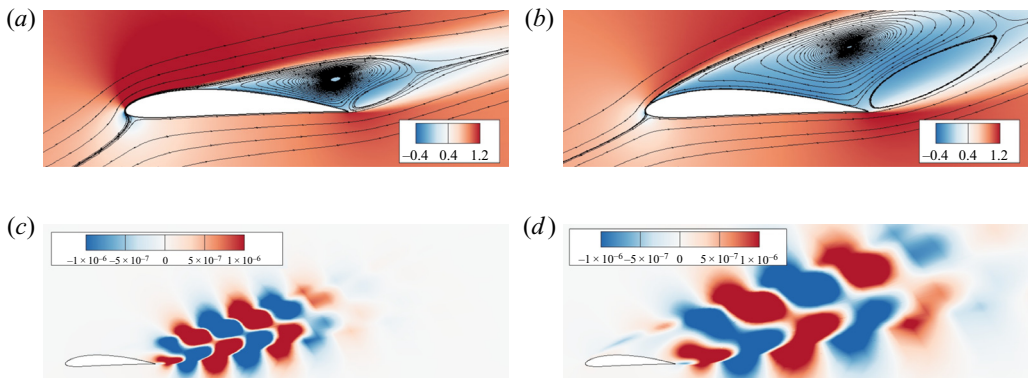 (a)
(b)
−0.4 0.4 1.2
−0.4 0.4 1.2
(c)
(d)
−1 × 10⁻⁶ −5×10⁻⁷ 0 5×10⁻⁷ 1 × 10⁻⁶
−1 × 10⁻⁶ −5×10⁻⁷ 0 5×10⁻⁷ 1 × 10⁻⁶